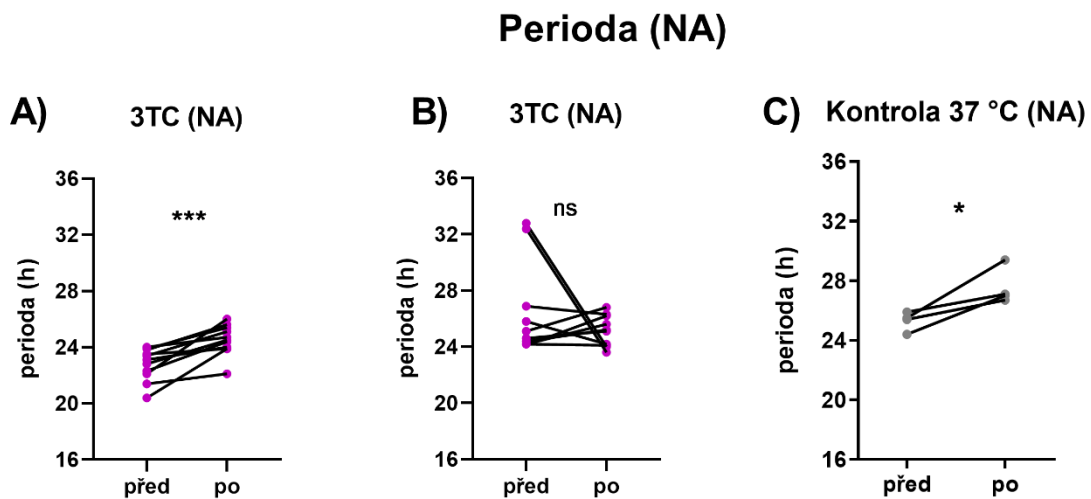 Perioda (NA)
A)
3TC (NA)
perioda (h)
36
32
28
24
20
16
***
před
po
B)
3TC (NA)
perioda (h)
36
32
28
24
20
16
ns
před
po
C)
Kontrola 37 °C (NA)
perioda (h)
36
32
28
24
20
16
*
před
po